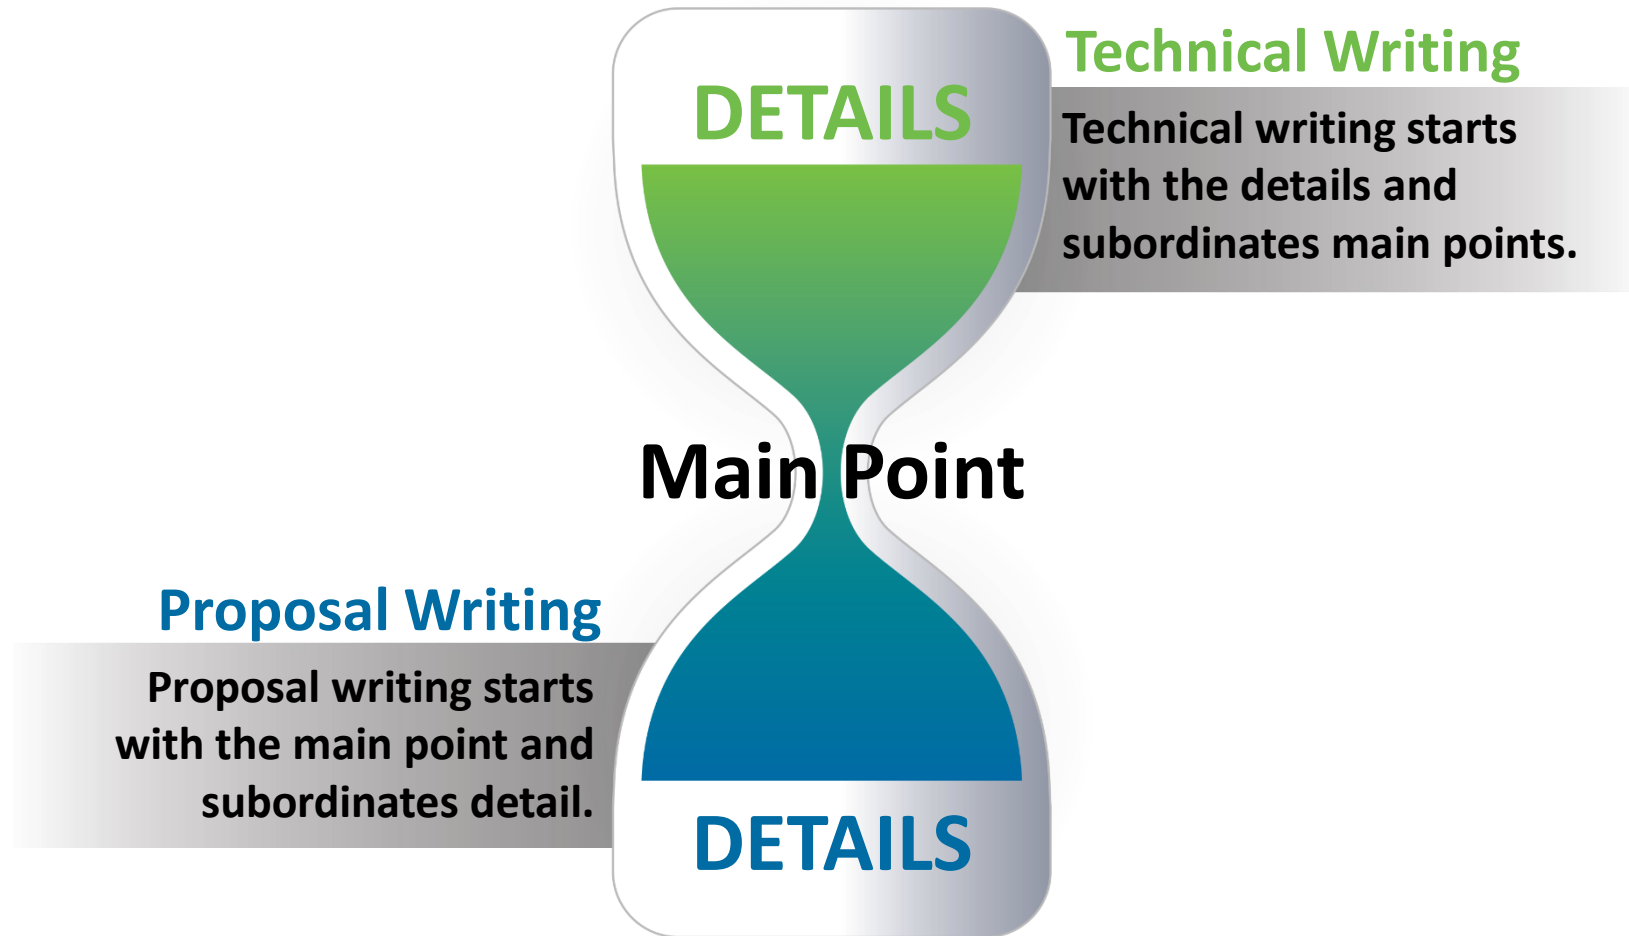 DETAILS
Technical Writing
Technical writing starts
with the details and
subordinates main points.
Main Point
Proposal Writing
Proposal writing starts
with the main point and
subordinates detail.
DETAILS